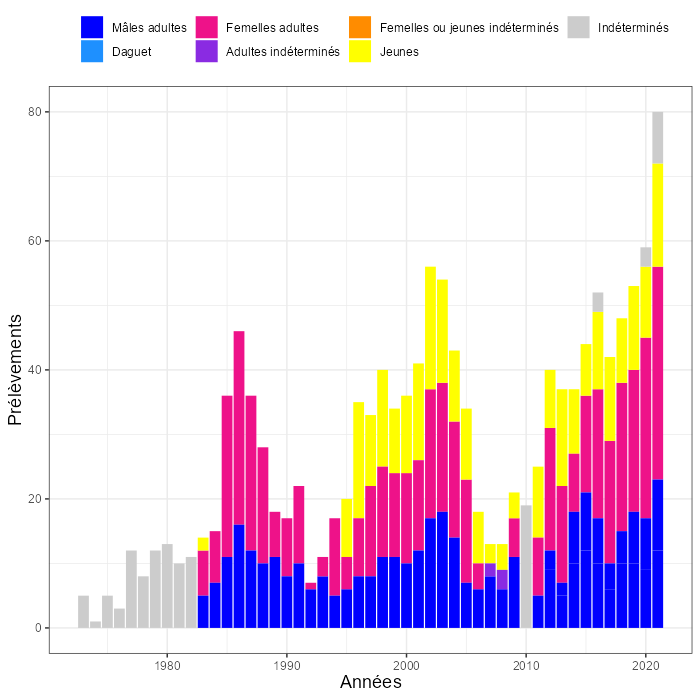 Mâles adultes Femelles adultes Femelles ou jeunes indéterminés Indéterminés
Daguet Adultes indéterminés Jeunes
80
60
40
20
0
Prélèvements
1980 1990 2000 2010 2020
Années